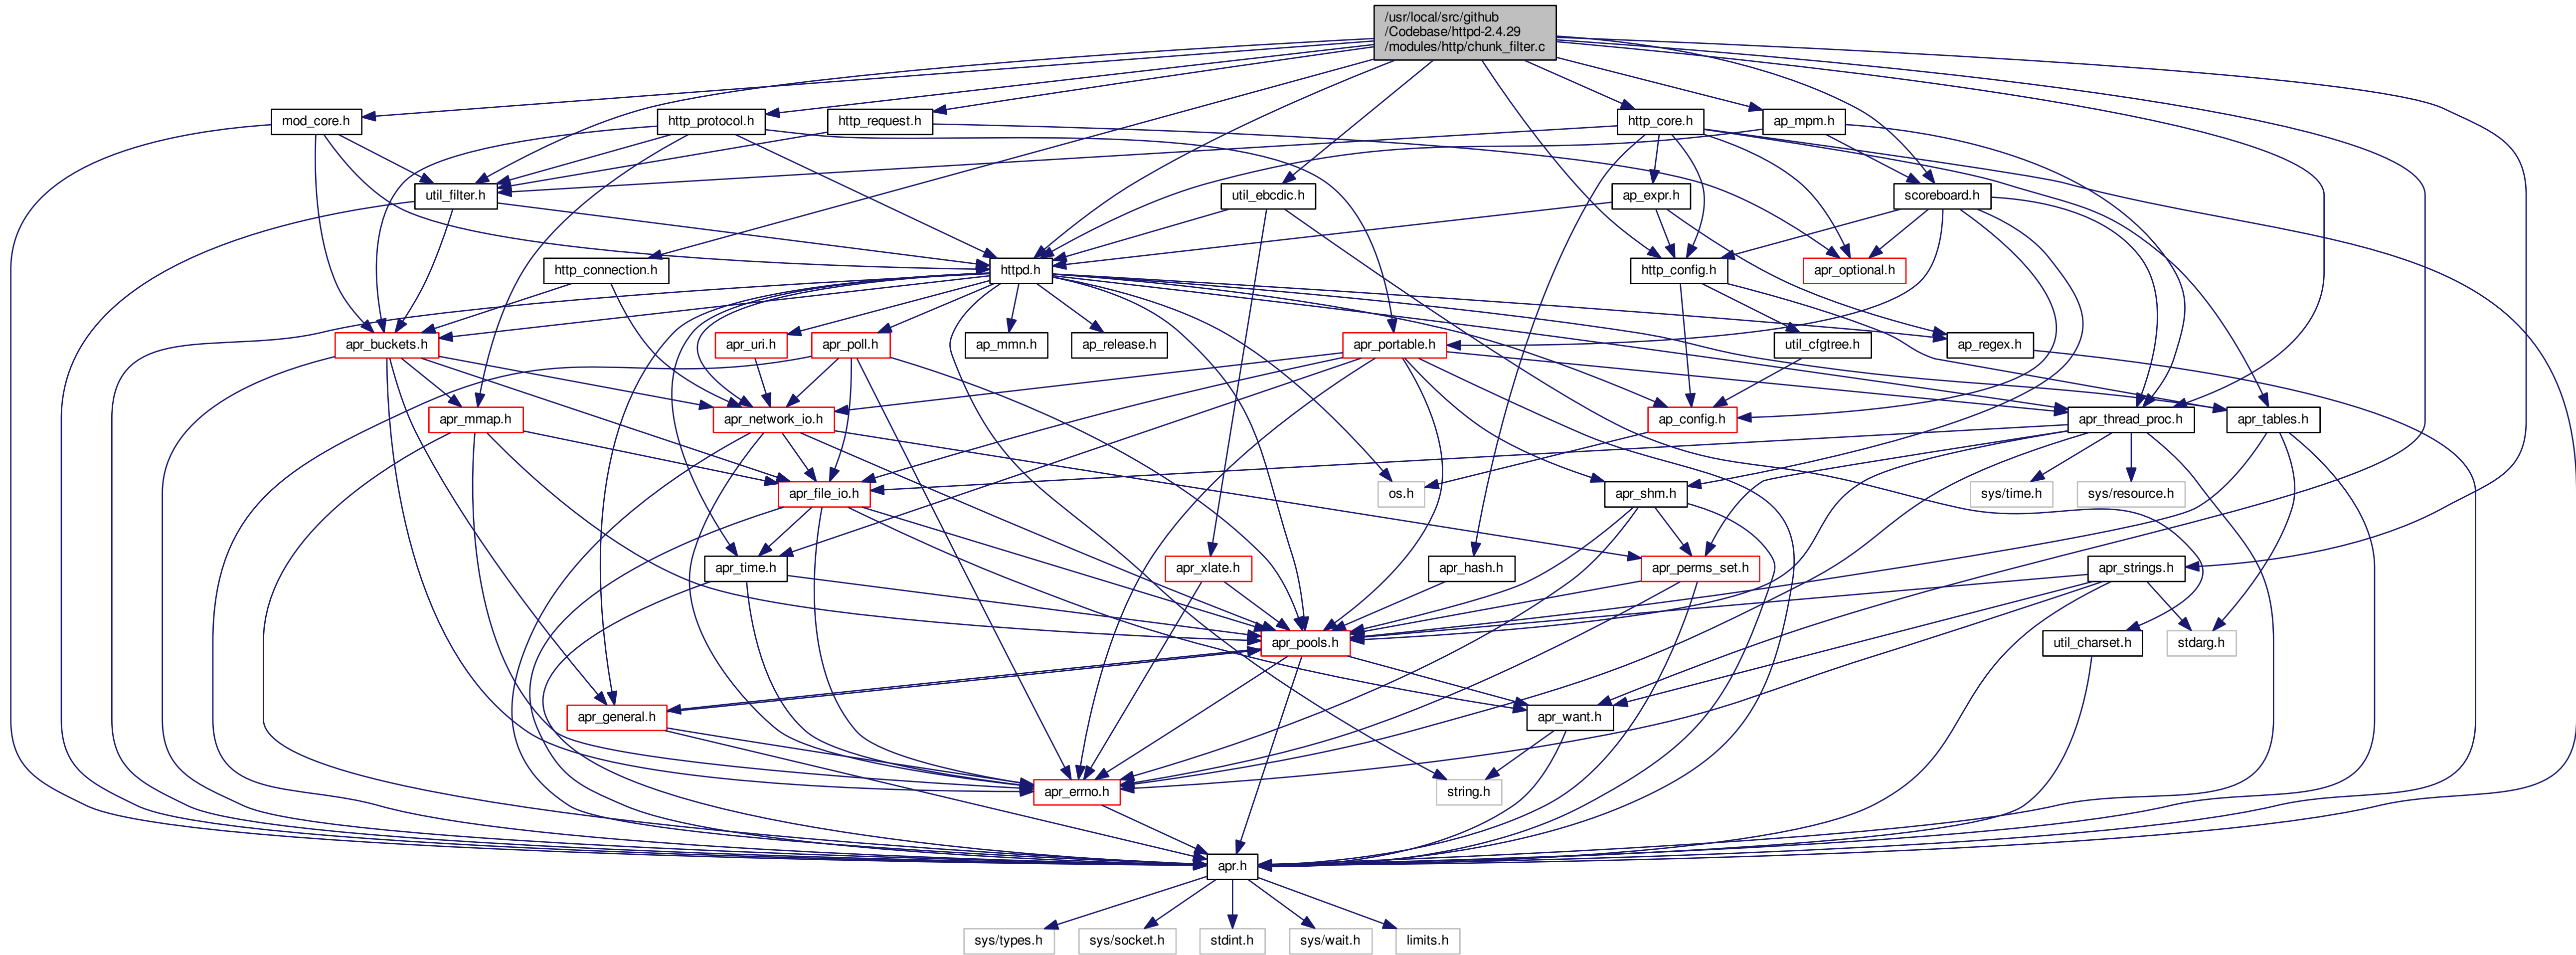 /usr/local/src/github
/Codebase/httpd-2.4.29
/modules/http/chunk_filter.c
mod_core.h
http_protocol.h
http_request.h
http_core.h
ap_mpm.h
util_filter.h
util_ebcdic.h
ap_expr.h
scoreboard.h
http_connection.h
httpd.h
http_config.h
apr_optional.h
apr_buckets.h
apr_uri.h
apr_poll.h
ap_mmn.h
ap_release.h
apr_portable.h
util_cfgtree.h
ap_regex.h
apr_mmap.h
apr_network_io.h
ap_config.h
apr_thread_proc.h
apr_tables.h
apr_file_io.h
os.h
apr_shm.h
sys/time.h
sys/resource.h
apr_time.h
apr_xlate.h
apr_hash.h
apr_perms_set.h
apr_strings.h
apr_pools.h
util_charset.h
stdarg.h
apr_general.h
apr_want.h
apr_errno.h
string.h
apr.h
sys/types.h
sys/socket.h
stdint.h
sys/wait.h
limits.h